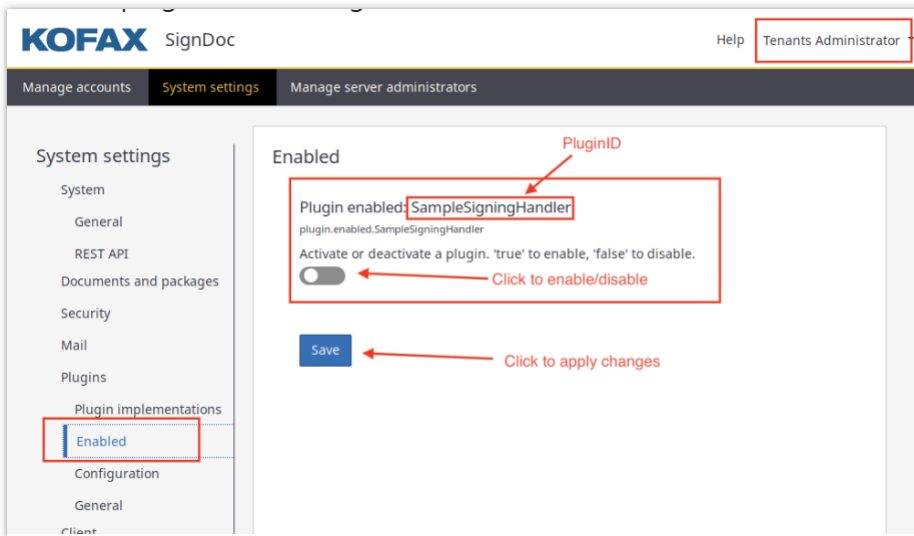 KOFAX SignDoc
Help Tenants Administrator
Manage accounts System settings Manage server administrators
System settings
System
General
REST API
Documents and packages
Security
Mail
Plugins
Plugin implementations
Enabled
Configuration
General
Client
Enabled
PluginID
Plugin enabled: SampleSigningHandler
plugin.enabled.SampleSigningHandler
Activate or deactivate a plugin. 'true' to enable, 'false' to disable.
Click to enable/disable
Save
Click to apply changes